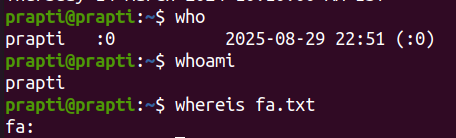 prapti@prapti:~$ who
prapti   :0           2025-08-29 22:51 (:0)
prapti@prapti:~$ whoami
prapti
prapti@prapti:~$ whereis fa.txt
fa: